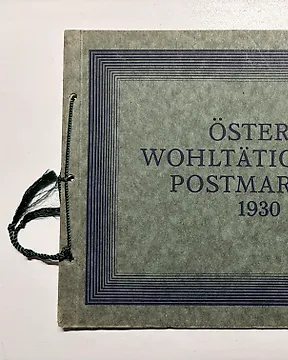 ÖSTER
WOHLTÄTIG
POSTMAR
1930